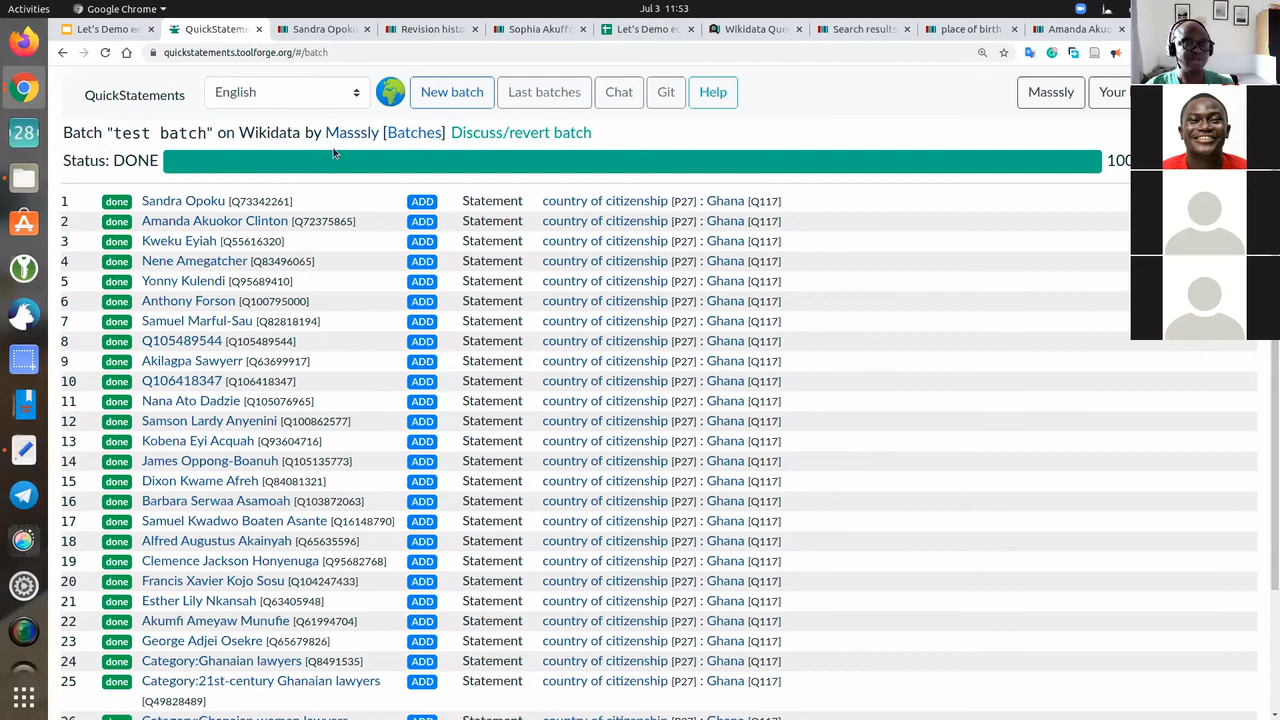 Activities Google Chrome Jul 3 11:53
Let's Demo ed QuickStateme Sandra Opoku Revision histo Sophia Akuffo Let's Demo ed Wikidata Que Search results place of birth Amanda Akuo
quickstatements.toolforge.org/#/batch
QuickStatements English New batch Last batches Chat Git Help Masssly Your
Batch "test batch" on Wikidata by Masssly [Batches] Discuss/revert batch
Status: DONE 100
1 done Sandra Opoku [Q73342261] ADD Statement country of citizenship [P27] : Ghana [Q117]
2 done Amanda Akuokor Clinton [Q72375865] ADD Statement country of citizenship [P27] : Ghana [Q117]
3 done Kweku Eyiah [Q55616320] ADD Statement country of citizenship [P27] : Ghana [Q117]
4 done Nene Amegatcher [Q83496065] ADD Statement country of citizenship [P27] : Ghana [Q117]
5 done Yonny Kulendi [Q95689410] ADD Statement country of citizenship [P27] : Ghana [Q117]
6 done Anthony Forson [Q100795000] ADD Statement country of citizenship [P27] : Ghana [Q117]
7 done Samuel Marful-Sau [Q82818194] ADD Statement country of citizenship [P27] : Ghana [Q117]
8 done Q105489544 [Q105489544] ADD Statement country of citizenship [P27] : Ghana [Q117]
9 done Akilagpa Sawyerr [Q63699917] ADD Statement country of citizenship [P27] : Ghana [Q117]
10 done Q106418347 [Q106418347] ADD Statement country of citizenship [P27] : Ghana [Q117]
11 done Nana Ato Dadzie [Q105076965] ADD Statement country of citizenship [P27] : Ghana [Q117]
12 done Samson Lardy Anyenini [Q100862577] ADD Statement country of citizenship [P27] : Ghana [Q117]
13 done Kobena Eyi Acquah [Q93604716] ADD Statement country of citizenship [P27] : Ghana [Q117]
14 done James Oppong-Boanuh [Q105135773] ADD Statement country of citizenship [P27] : Ghana [Q117]
15 done Dixon Kwame Afreh [Q84081321] ADD Statement country of citizenship [P27] : Ghana [Q117]
16 done Barbara Serwaa Asamoah [Q103872063] ADD Statement country of citizenship [P27] : Ghana [Q117]
17 done Samuel Kwadwo Boaten Asante [Q16148790] ADD Statement country of citizenship [P27] : Ghana [Q117]
18 done Alfred Augustus Akainyah [Q65635596] ADD Statement country of citizenship [P27] : Ghana [Q117]
19 done Clemence Jackson Honyenuga [Q95682768] ADD Statement country of citizenship [P27] : Ghana [Q117]
20 done Francis Xavier Kojo Sosu [Q104247433] ADD Statement country of citizenship [P27] : Ghana [Q117]
21 done Esther Lily Nkansah [Q63405948] ADD Statement country of citizenship [P27] : Ghana [Q117]
22 done Akumfi Ameyaw Munufie [Q61994704] ADD Statement country of citizenship [P27] : Ghana [Q117]
23 done George Adjei Osekre [Q65679826] ADD Statement country of citizenship [P27] : Ghana [Q117]
24 done Category:Ghanaian lawyers [Q8491535] ADD Statement country of citizenship [P27] : Ghana [Q117]
25 done Category:21st-century Ghanaian lawyers ADD Statement country of citizenship [P27] : Ghana [Q117]
[Q49828489]
28